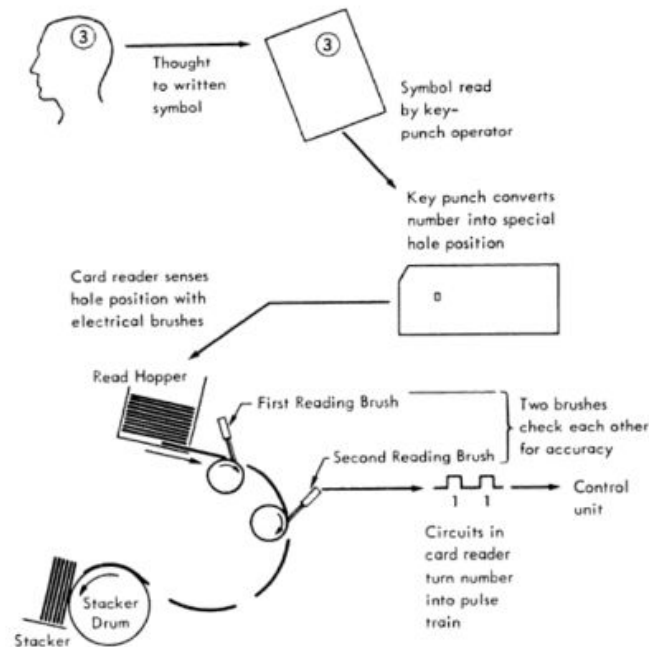 3
Thought
to written
symbol
3
Symbol read
by key-
punch operator
Key punch converts
number into special
hole position
Card reader senses
hole position with
electrical brushes
Read Hopper
First Reading Brush
Two brushes
check each other
for accuracy
Second Reading Brush
1 1
Control
unit
Circuits in
card reader
turn number
into pulse
train
Stacker
Drum
Stacker